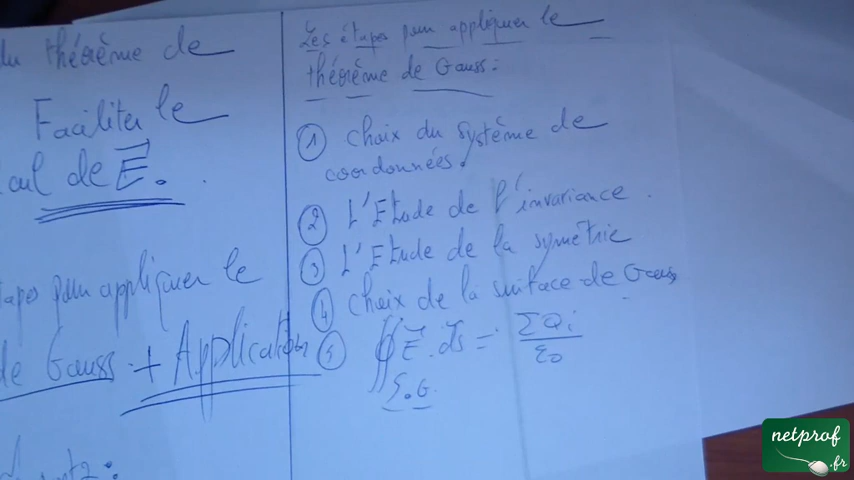 du théorème de
Faciliter le
cul de E.
tapes pour appliquer le
de Gauss + Application
Les étapes pour appliquer le
théorème de Gauss:
1 choix du système de
coordonnées.
2 L'Etude de l'invariance.
3 L'Etude de la symétrie
4 choix de la surface de Gauss
5 ∯ E⃗.ds⃗ = ΣQi/ε0
S.G.
netprof
.fr